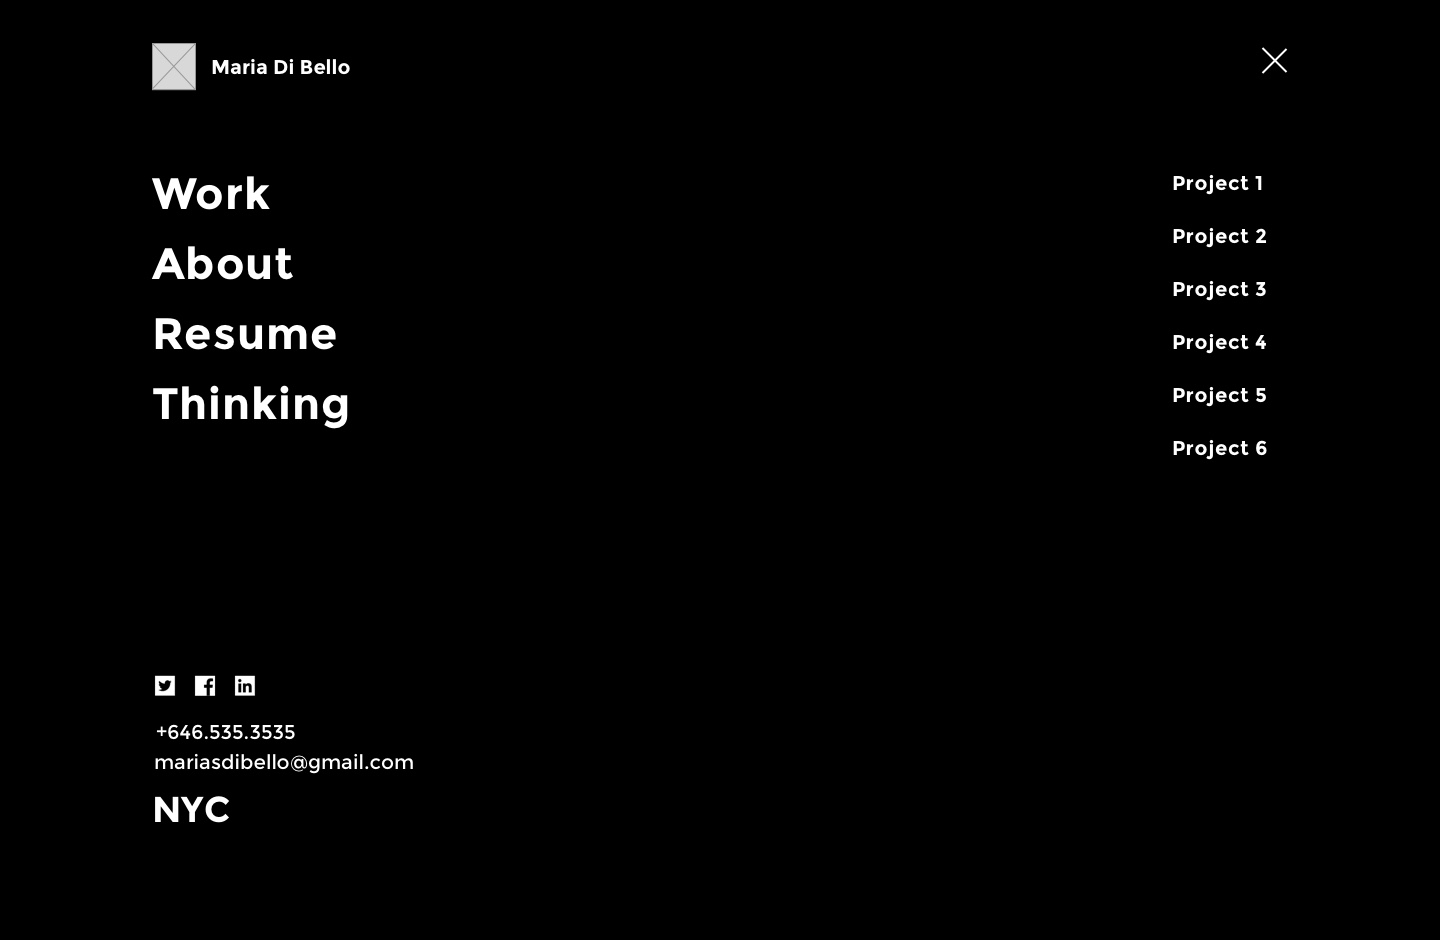 Maria Di Bello
Work
About
Resume
Thinking
Project 1
Project 2
Project 3
Project 4
Project 5
Project 6
+646.535.3535
mariasdibello@gmail.com
NYC